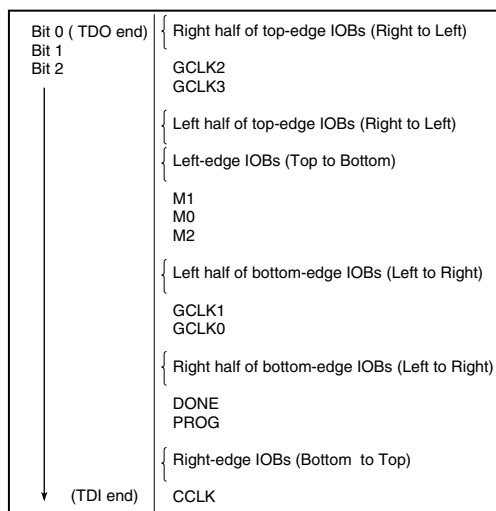 Bit 0 ( TDO end)
Bit 1
Bit 2
Right half of top-edge IOBs (Right to Left)
GCLK2
GCLK3
Left half of top-edge IOBs (Right to Left)
Left-edge IOBs (Top to Bottom)
M1
M0
M2
Left half of bottom-edge IOBs (Left to Right)
GCLK1
GCLK0
Right half of bottom-edge IOBs (Left to Right)
DONE
PROG
Right-edge IOBs (Bottom to Top)
(TDI end)
CCLK